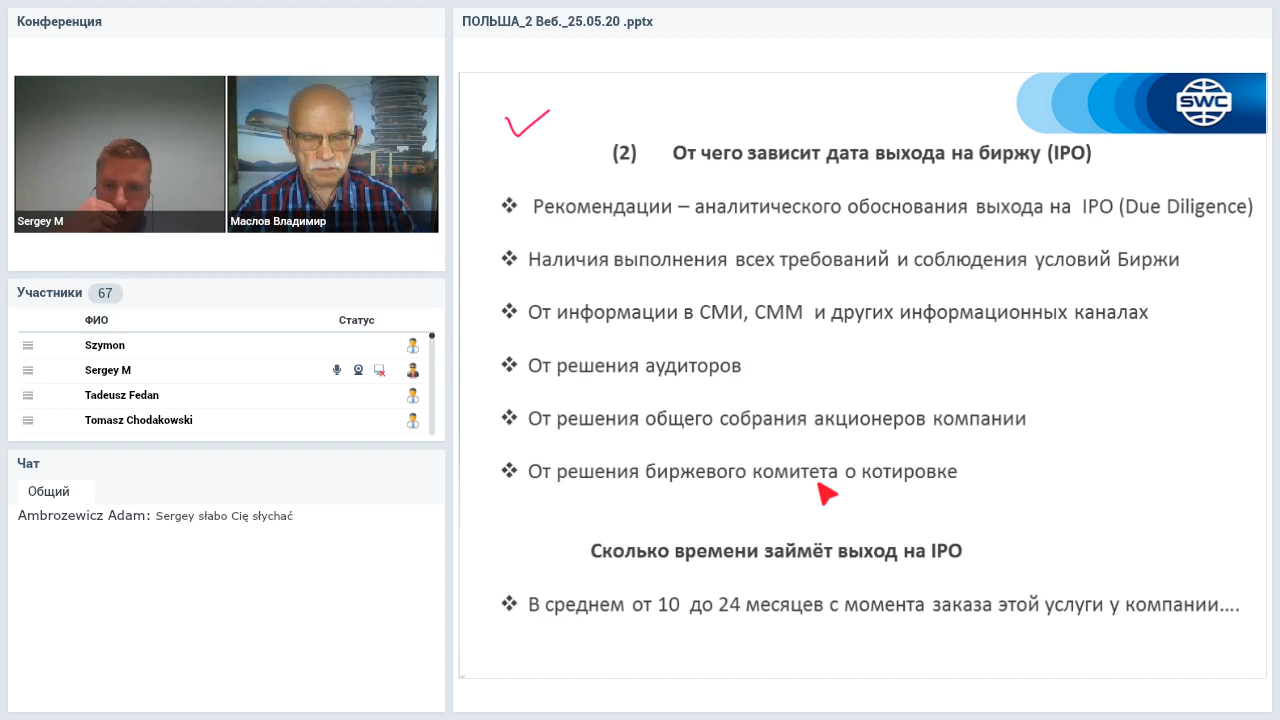 Конференция
Sergey M
Маслов Владимир
Участники 67
ФИО Статус
Szymon
Sergey M
Tadeusz Fedan
Tomasz Chodakowski
Чат
Общий
Ambrozewicz Adam: Sergey słabo Cię słychać
ПОЛЬША_2 Веб._25.05.20 .pptx
SWC
(2) От чего зависит дата выхода на биржу (IPO)
Рекомендации – аналитического обоснования выхода на IPO (Due Diligence)
Наличия выполнения всех требований и соблюдения условий Биржи
От информации в СМИ, СММ и других информационных каналах
От решения аудиторов
От решения общего собрания акционеров компании
От решения биржевого комитета о котировке
Сколько времени займёт выход на IPO
В среднем от 10 до 24 месяцев с момента заказа этой услуги у компании....